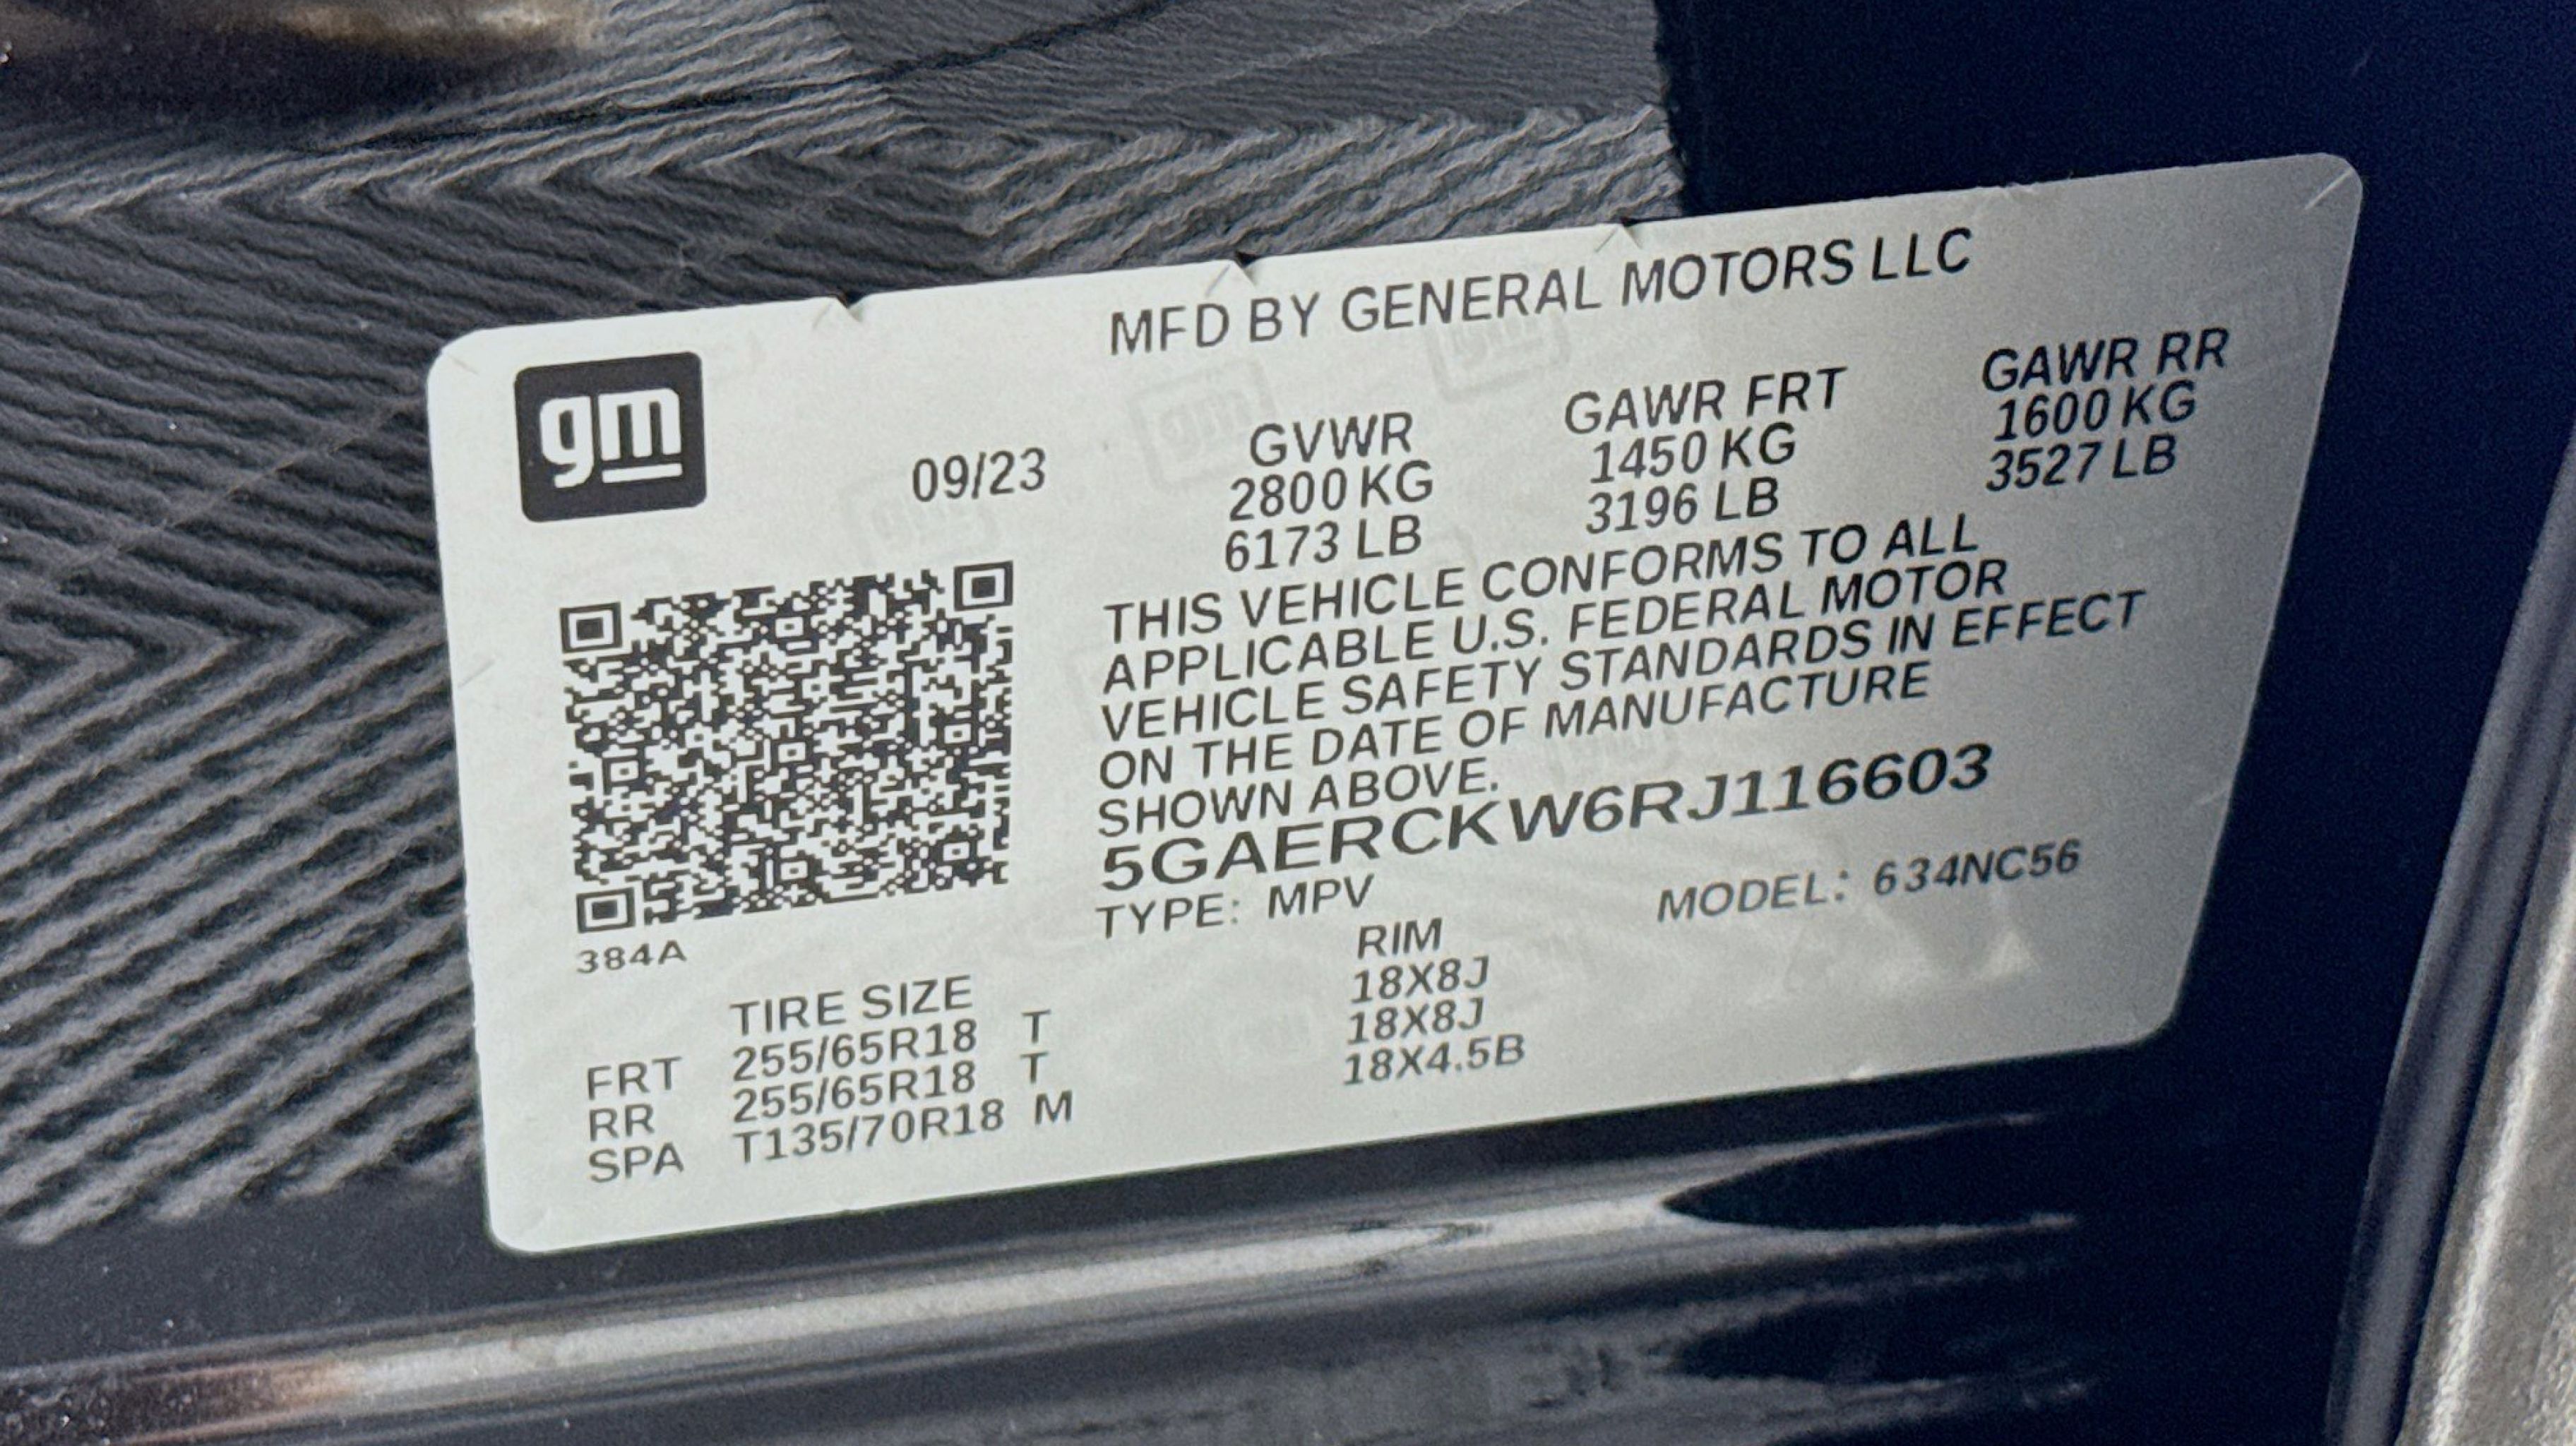 MFD BY GENERAL MOTORS LLC
gm
09/23
GVWR GAWR FRT GAWR RR
2800 KG 1450 KG 1600 KG
6173 LB 3196 LB 3527 LB
THIS VEHICLE CONFORMS TO ALL
APPLICABLE U.S. FEDERAL MOTOR
VEHICLE SAFETY STANDARDS IN EFFECT
ON THE DATE OF MANUFACTURE
SHOWN ABOVE.
5GAERCKW6RJ116603
TYPE: MPV MODEL: 634NC56
384A
TIRE SIZE RIM
FRT 255/65R18 T 18X8J
RR 255/65R18 T 18X8J
SPA T135/70R18 M 18X4.5B